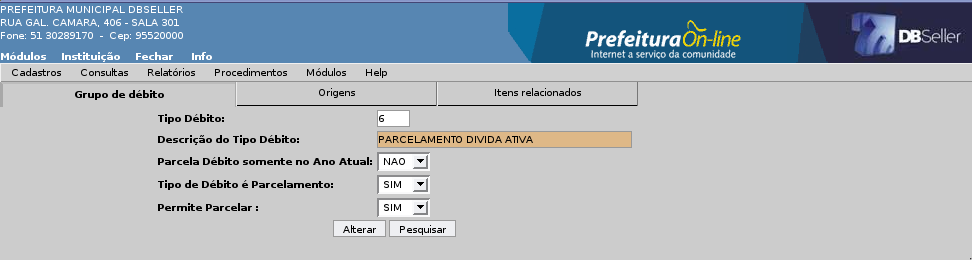 PREFEITURA MUNICIPAL DBSELLER
RUA GAL. CAMARA, 406 - SALA 301
Fone: 51 30289170 - Cep: 95520000
PrefeituraOn-line
Internet a serviço da comunidade
DBSeller
Módulos Instituição Fechar Info
Cadastros Consultas Relatórios Procedimentos Módulos Help
Grupo de débito Origens Itens relacionados
Tipo Débito: 6
Descrição do Tipo Débito: PARCELAMENTO DIVIDA ATIVA
Parcela Débito somente no Ano Atual: NAO
Tipo de Débito é Parcelamento: SIM
Permite Parcelar : SIM
Alterar Pesquisar